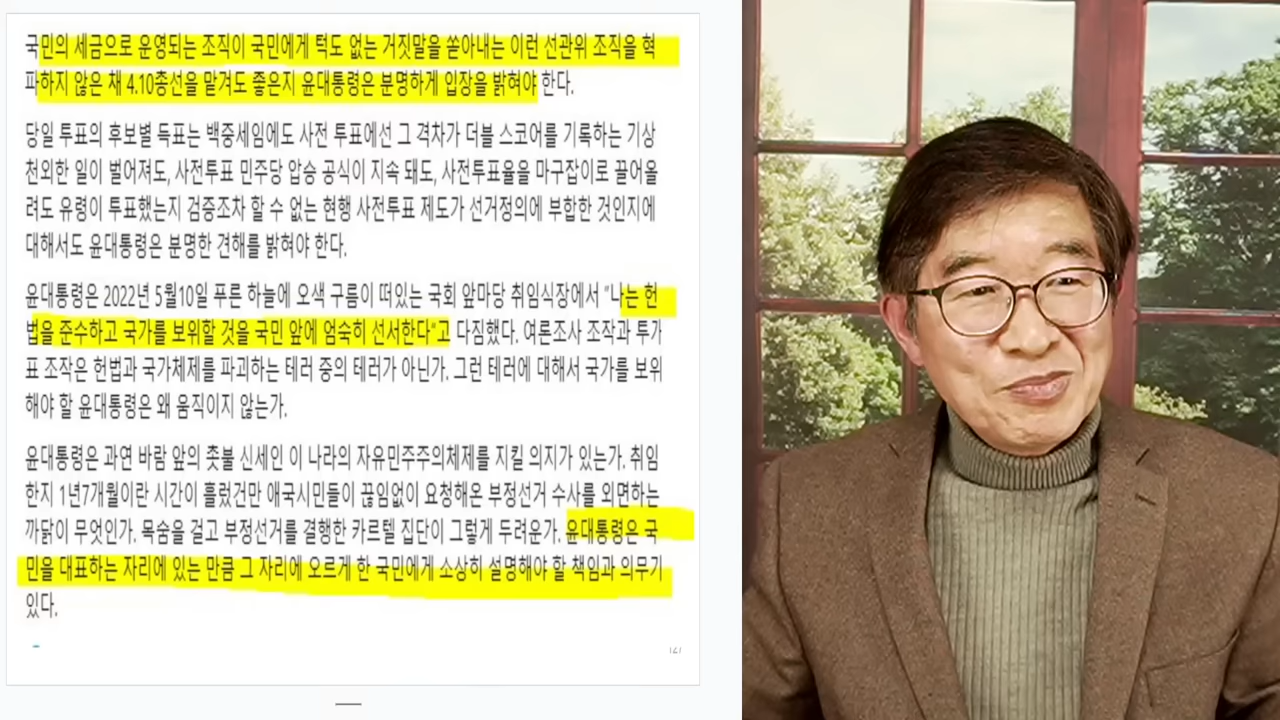 국민의 세금으로 운영되는 조직이 국민에게 턱도 없는 거짓말을 쏟아내는 이런 선관위 조직을 혁
파하지 않은 채 4.10총선을 맡겨도 좋은지 윤대통령은 분명하게 입장을 밝혀야 한다.
당일 투표의 후보별 득표는 백중세임에도 사전 투표에선 그 격차가 더블 스코어를 기록하는 기상
천외한 일이 벌어져도, 사전투표 민주당 압승 공식이 지속 돼도, 사전투표율을 마구잡이로 끌어올
려도 유령이 투표했는지 검증조차 할 수 없는 현행 사전투표 제도가 선거정의에 부합한 것인지에
대해서도 윤대통령은 분명한 견해를 밝혀야 한다.
윤대통령은 2022년 5월10일 푸른 하늘에 오색 구름이 떠있는 국회 앞마당 취임식장에서 "나는 헌
법을 준수하고 국가를 보위할 것을 국민 앞에 엄숙히 선서한다"고 다짐했다. 여론조사 조작과 투가
표 조작은 헌법과 국가체제를 파괴하는 테러 중의 테러가 아닌가. 그런 테러에 대해서 국가를 보위
해야 할 윤대통령은 왜 움직이지 않는가.
윤대통령은 과연 바람 앞의 촛불 신세인 이 나라의 자유민주주의체제를 지킬 의지가 있는가. 취임
한지 1년7개월이란 시간이 흘렀건만 애국시민들이 끊임없이 요청해온 부정선거 수사를 외면하는
까닭이 무엇인가. 목숨을 걸고 부정선거를 결행한 카르텔 집단이 그렇게 두려운가. 윤대통령은 국
민을 대표하는 자리에 있는 만큼 그 자리에 오르게 한 국민에게 소상히 설명해야 할 책임과 의무가
있다.